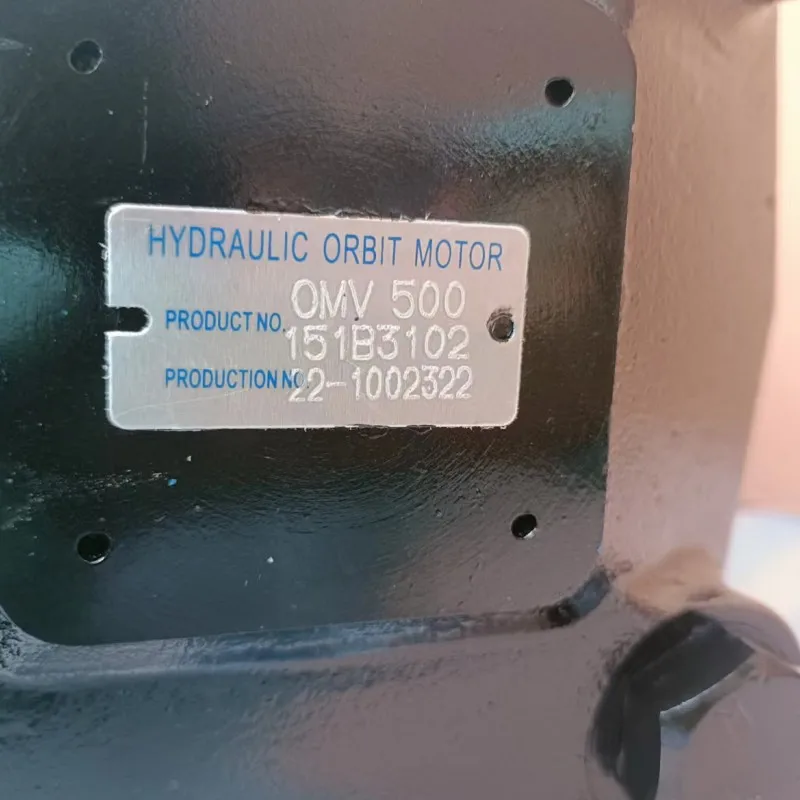 HYDRAULIC ORBIT MOTOR
OMV 500
PRODUCT NO. 151B3102
PRODUCTION NO. 22-1002322